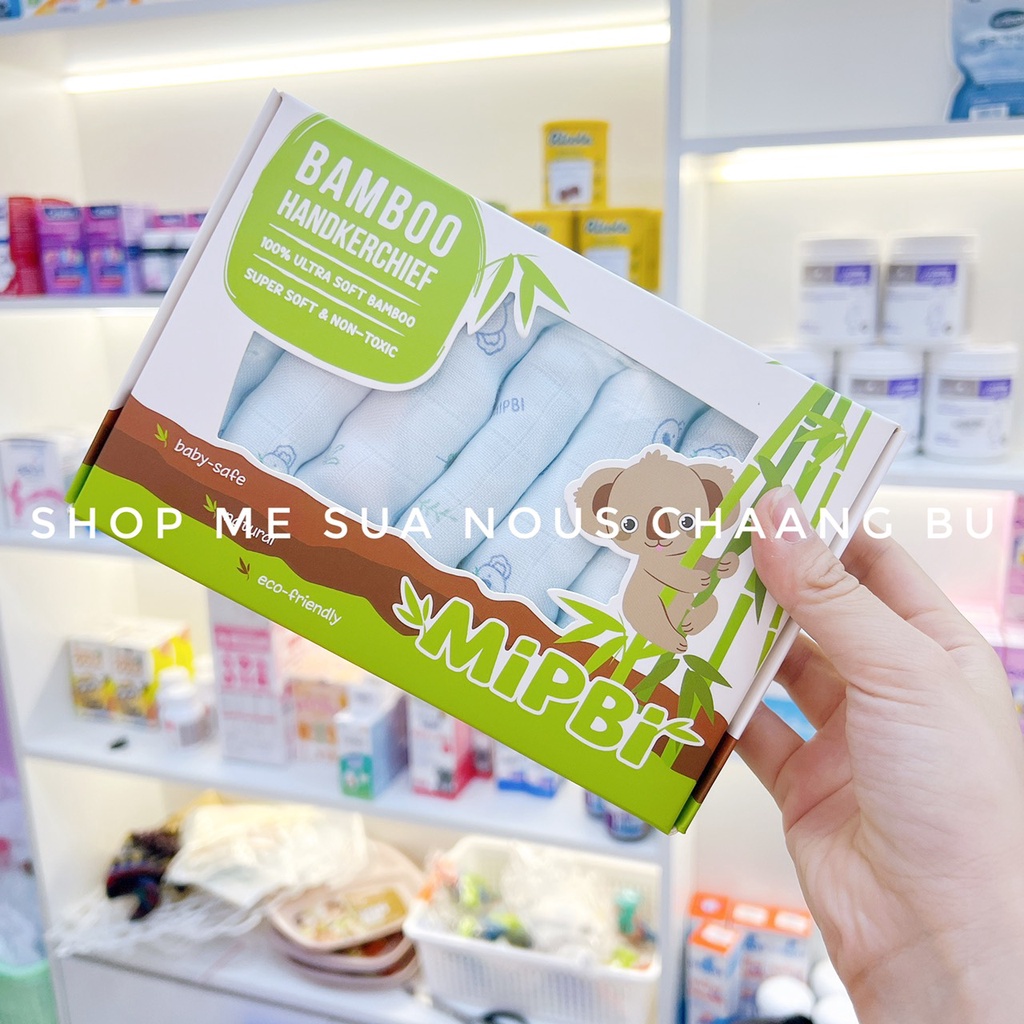 BAMBOO
HANDKERCHIEF
100% ULTRA SOFT BAMBOO
SUPER SOFT & NON-TOXIC
MIPBI
baby-safe
SHOP ME SUA NOUS CHAANG BU
natural
eco-friendly
MiPBi